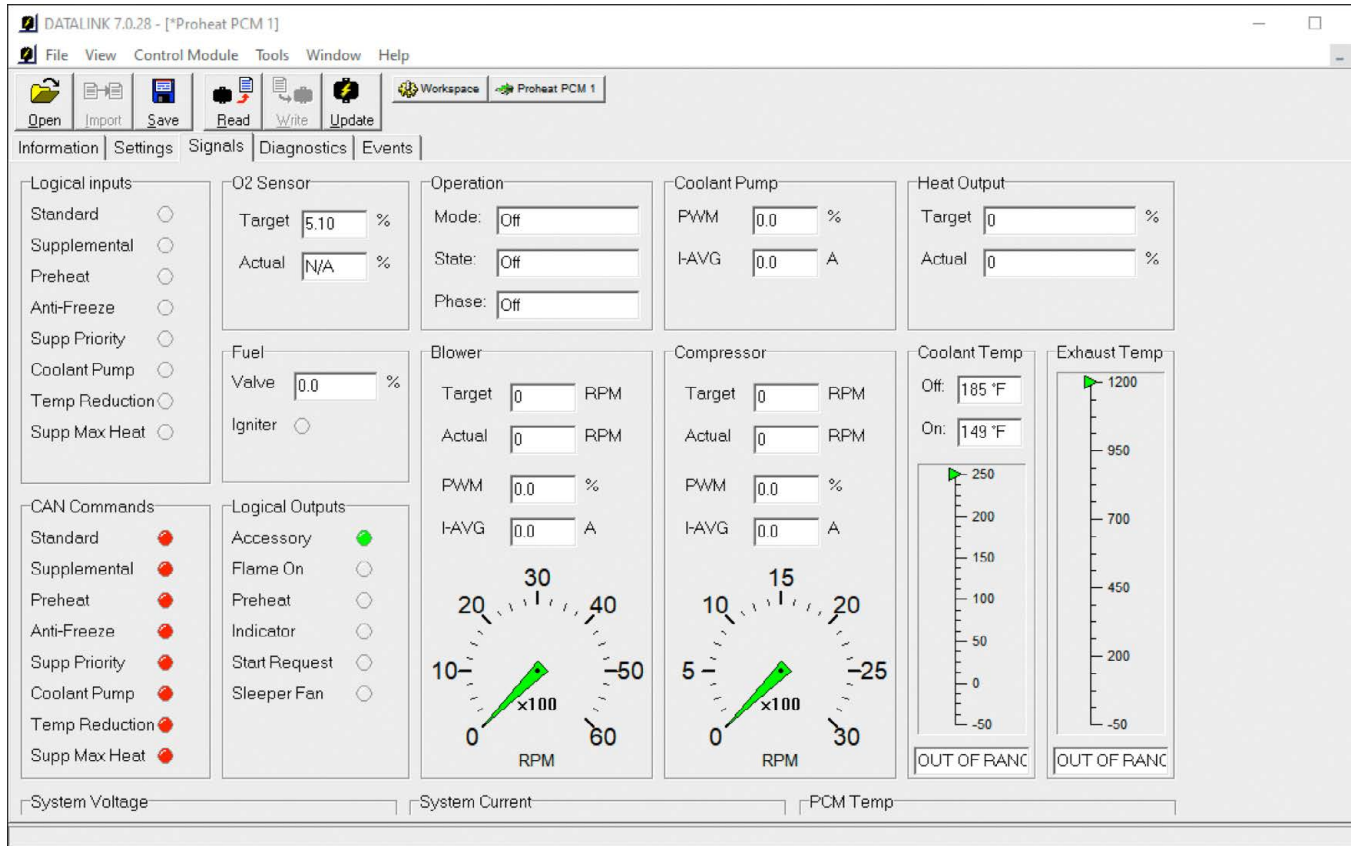 DATALINK 7.0.28 - [*Proheat PCM 1]
File View Control Module Tools Window Help
Open Import Save Read Write Update Workspace Proheat PCM 1
Information Settings Signals Diagnostics Events
Logical inputs
Standard
Supplemental
Preheat
Anti-Freeze
Supp Priority
Coolant Pump
Temp Reduction
Supp Max Heat
O2 Sensor
Target 5.10 %
Actual N/A %
Operation
Mode: Off
State: Off
Phase: Off
Coolant Pump
PWM 0.0 %
I-AVG 0.0 A
Heat Output
Target 0 %
Actual 0 %
Fuel
Valve 0.0 %
Igniter
Blower
Target 0 RPM
Actual 0 RPM
PWM 0.0 %
I-AVG 0.0 A
30
20 40
10 50
x100
0 60
RPM
Compressor
Target 0 RPM
Actual 0 RPM
PWM 0.0 %
I-AVG 0.0 A
15
10 20
5 25
x100
0 30
RPM
Coolant Temp
Off: 185 °F
On: 149 °F
250
200
150
100
50
0
-50
OUT OF RANG
Exhaust Temp
1200
950
700
450
200
-50
OUT OF RANG
CAN Commands
Standard
Supplemental
Preheat
Anti-Freeze
Supp Priority
Coolant Pump
Temp Reduction
Supp Max Heat
Logical Outputs
Accessory
Flame On
Preheat
Indicator
Start Request
Sleeper Fan
System Voltage System Current PCM Temp